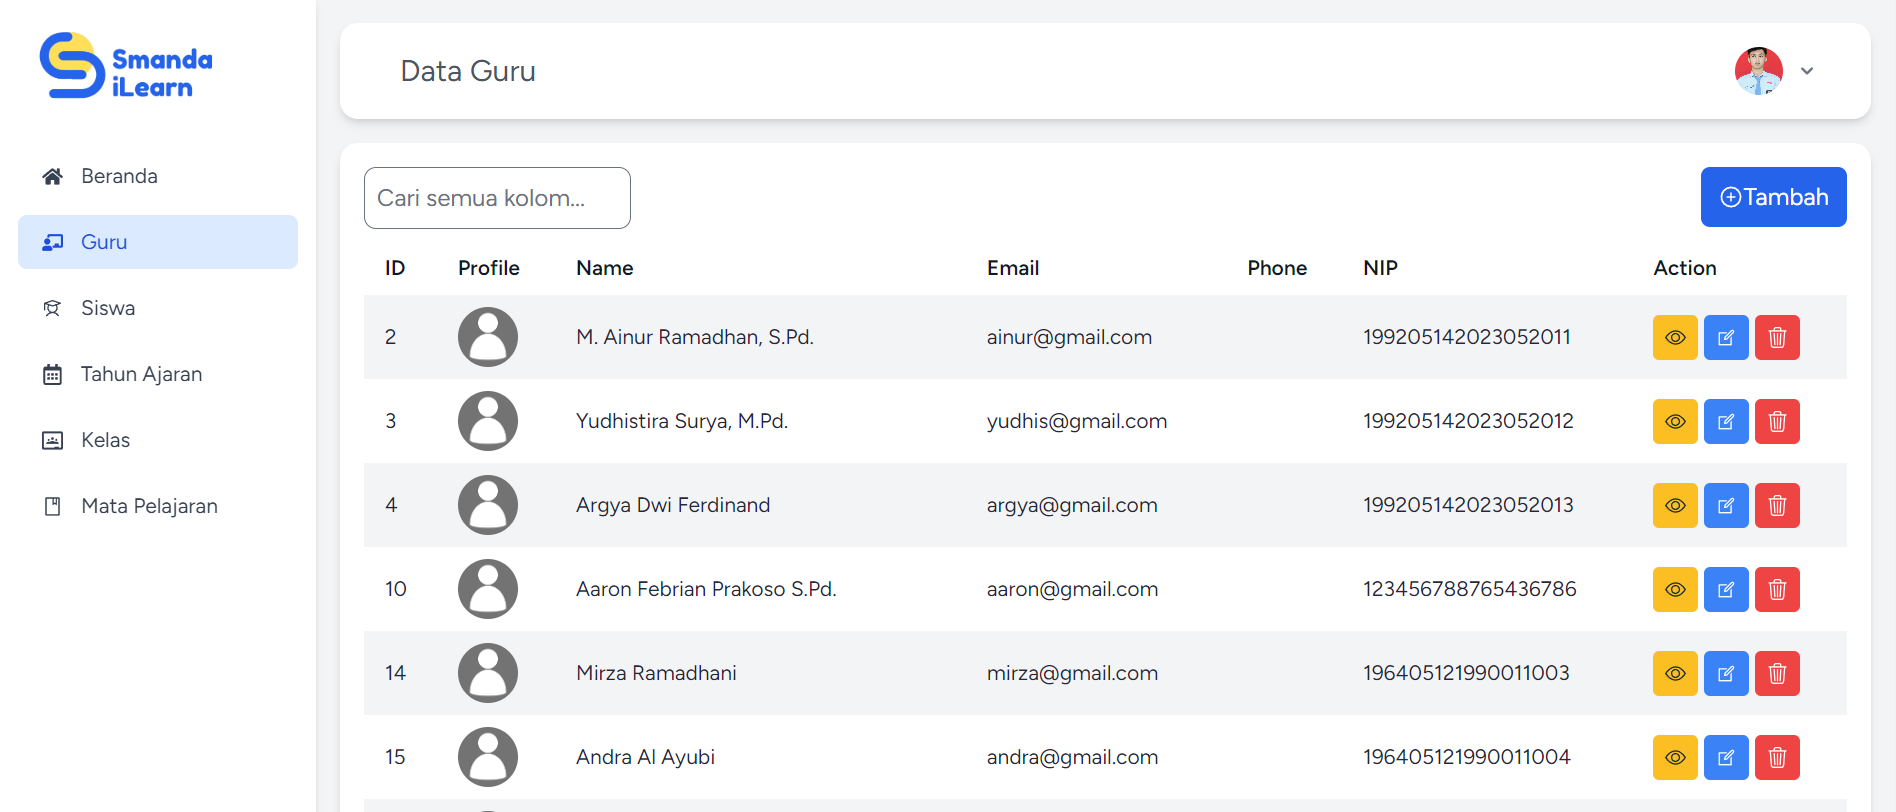 Smanda
iLearn
Data Guru
Beranda
Guru
Siswa
Tahun Ajaran
Kelas
Mata Pelajaran
Cari semua kolom...
Tambah
ID Profile Name Email Phone NIP Action
2 M. Ainur Ramadhan, S.Pd. ainur@gmail.com 199205142023052011
3 Yudhistira Surya, M.Pd. yudhis@gmail.com 199205142023052012
4 Argya Dwi Ferdinand argya@gmail.com 199205142023052013
10 Aaron Febrian Prakoso S.Pd. aaron@gmail.com 123456788765436786
14 Mirza Ramadhani mirza@gmail.com 196405121990011003
15 Andra Al Ayubi andra@gmail.com 196405121990011004